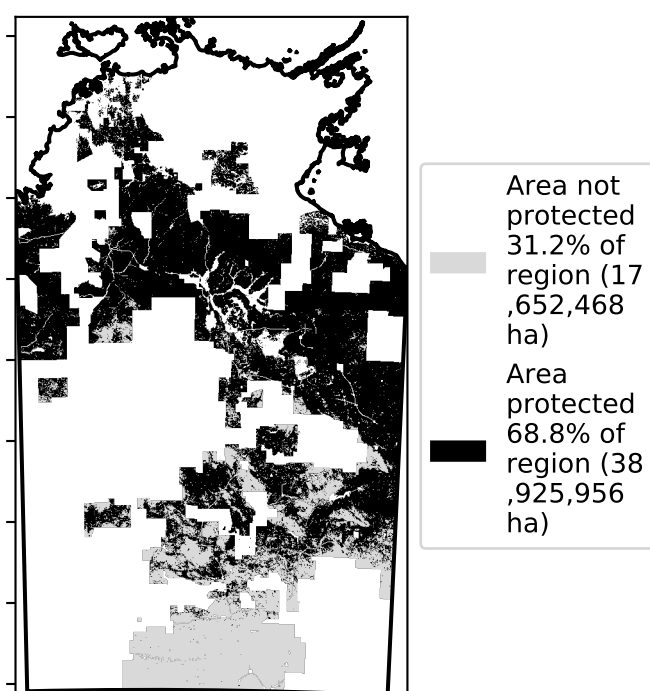 Area not
protected
31.2% of
region (17
,652,468
ha)
Area
protected
68.8% of
region (38
,925,956
ha)